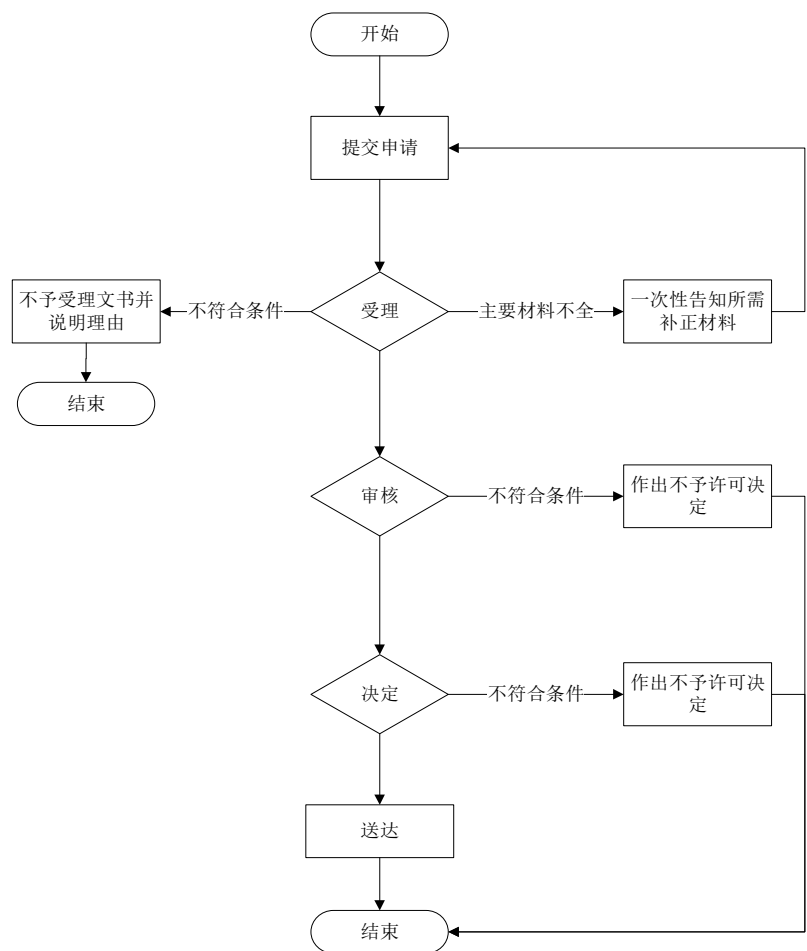 开始
提交申请
不予受理文书并
说明理由
不符合条件
受理
主要材料不全
一次性告知所需
补正材料
结束
审核
不符合条件
作出不予许可决
定
决定
不符合条件
作出不予许可决
定
送达
结束